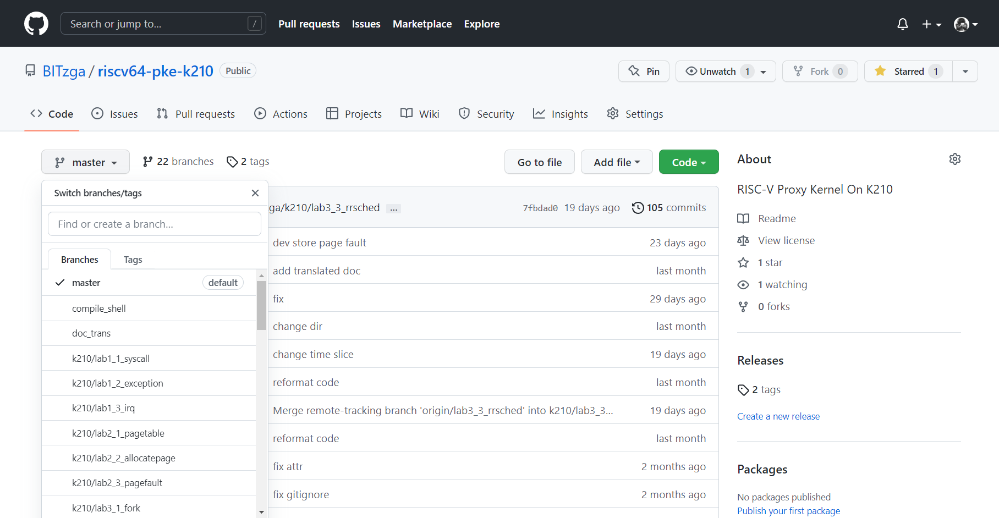 Search or jump to... /
Pull requests Issues Marketplace Explore
BITzga / riscv64-pke-k210 Public
Pin Unwatch 1 Fork 0 Starred 1
Code Issues Pull requests Actions Projects Wiki Security Insights Settings
master 22 branches 2 tags Go to file Add file Code
Switch branches/tags
Find or create a branch...
Branches Tags
master default
compile_shell
doc_trans
k210/lab1_1_syscall
k210/lab1_2_exception
k210/lab1_3_irq
k210/lab2_1_pagetable
k210/lab2_2_allocatepage
k210/lab2_3_pagefault
k210/lab3_1_fork
ga/k210/lab3_3_rrsched ... 7fbdad0 19 days ago 105 commits
dev store page fault 23 days ago
add translated doc last month
fix 29 days ago
change dir last month
change time slice 19 days ago
reformat code last month
Merge remote-tracking branch 'origin/lab3_3_rrsched' into k210/lab3_3... 19 days ago
reformat code last month
fix attr 2 months ago
fix gitignore 2 months ago
About
RISC-V Proxy Kernel On K210
Readme
View license
1 star
1 watching
0 forks
Releases
2 tags
Create a new release
Packages
No packages published
Publish your first package